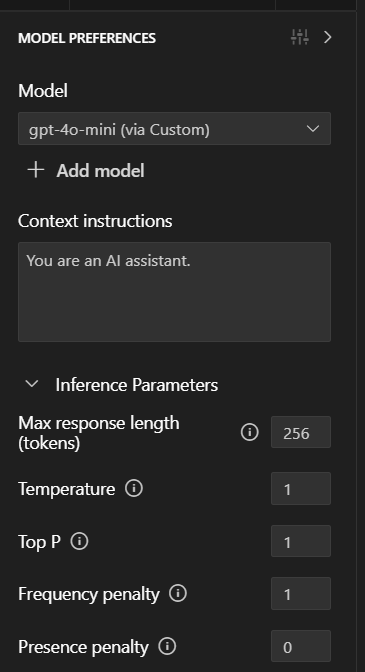 MODEL PREFERENCES
Model
gpt-4o-mini (via Custom)
Add model
Context instructions
You are an AI assistant.
Inference Parameters
Max response length
(tokens)
256
Temperature
1
Top P
1
Frequency penalty
1
Presence penalty
0